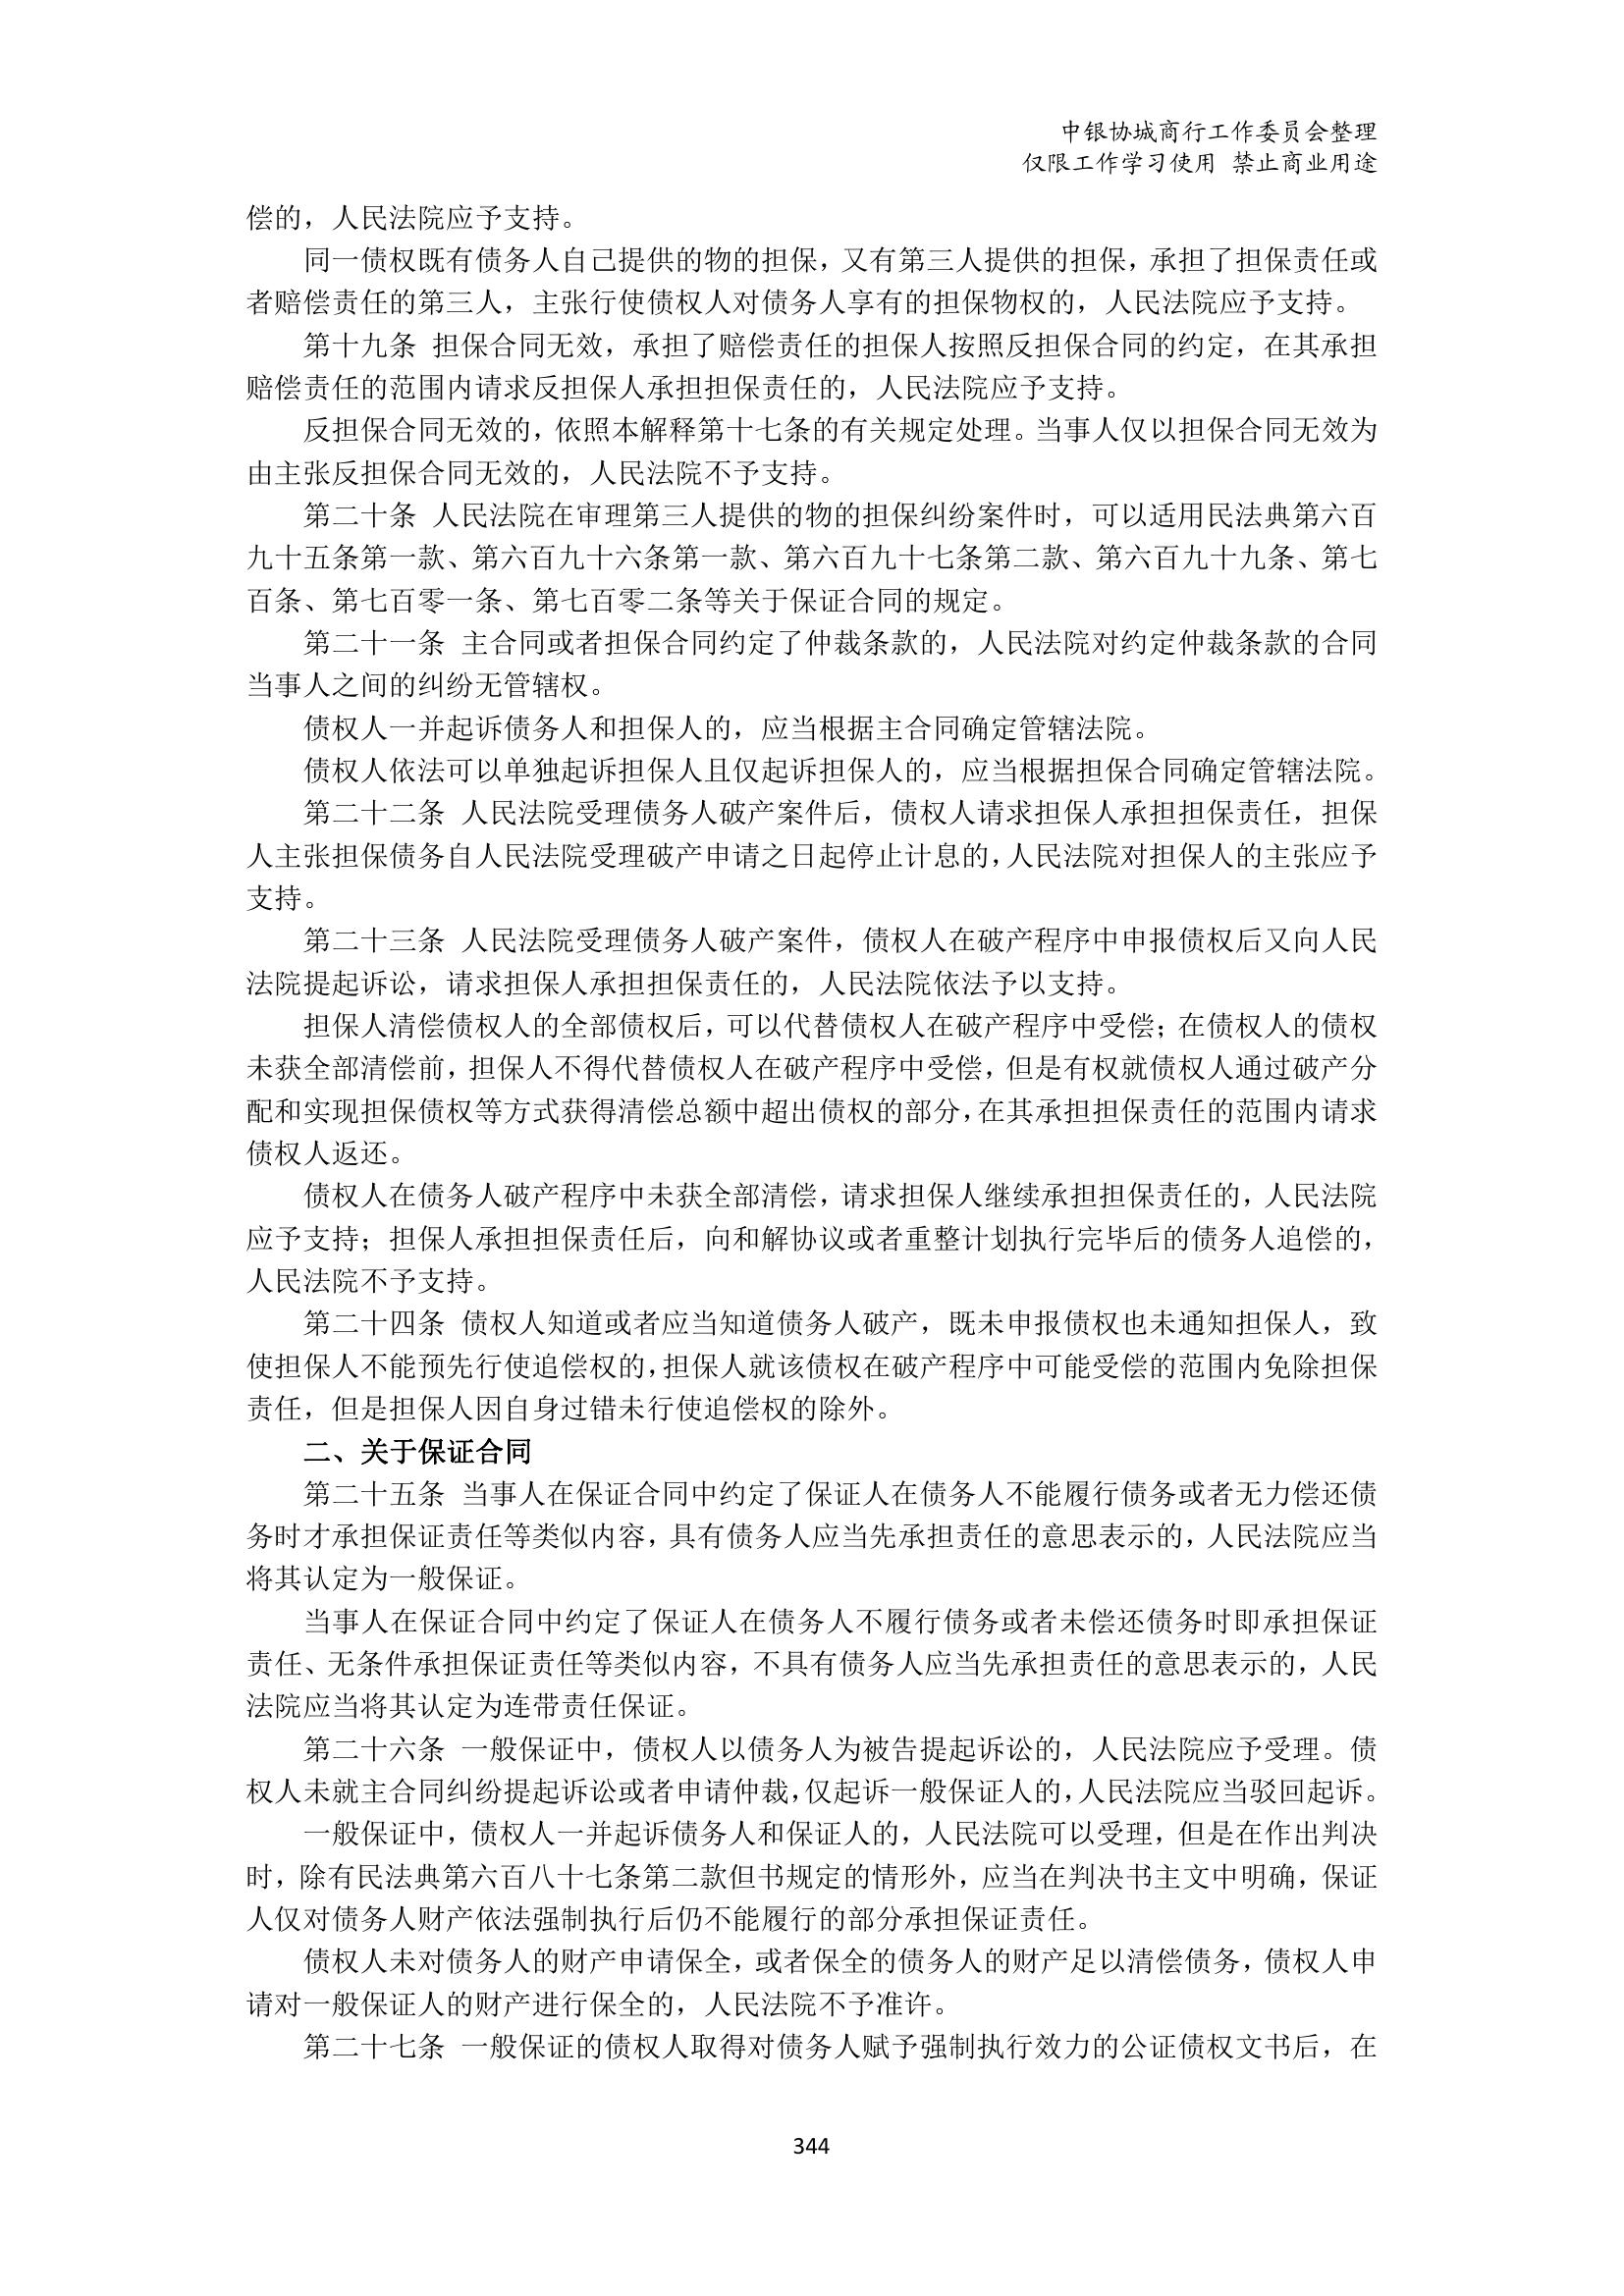 中银协城商行工作委员会整理
仅限工作学习使用 禁止商业用途
偿的，人民法院应予支持。
同一债权既有债务人自己提供的物的担保，又有第三人提供的担保，承担了担保责任或
者赔偿责任的第三人，主张行使债权人对债务人享有的担保物权的，人民法院应予支持。
第十九条 担保合同无效，承担了赔偿责任的担保人按照反担保合同的约定，在其承担
赔偿责任的范围内请求反担保人承担担保责任的，人民法院应予支持。
反担保合同无效的，依照本解释第十七条的有关规定处理。当事人仅以担保合同无效为
由主张反担保合同无效的，人民法院不予支持。
第二十条 人民法院在审理第三人提供的物的担保纠纷案件时，可以适用民法典第六百
九十五条第一款、第六百九十六条第一款、第六百九十七条第二款、第六百九十九条、第七
百条、第七百零一条、第七百零二条等关于保证合同的规定。
第二十一条 主合同或者担保合同约定了仲裁条款的，人民法院对约定仲裁条款的合同
当事人之间的纠纷无管辖权。
债权人一并起诉债务人和担保人的，应当根据主合同确定管辖法院。
债权人依法可以单独起诉担保人且仅起诉担保人的，应当根据担保合同确定管辖法院。
第二十二条 人民法院受理债务人破产案件后，债权人请求担保人承担担保责任，担保
人主张担保债务自人民法院受理破产申请之日起停止计息的，人民法院对担保人的主张应予
支持。
第二十三条 人民法院受理债务人破产案件，债权人在破产程序中申报债权后又向人民
法院提起诉讼，请求担保人承担担保责任的，人民法院依法予以支持。
担保人清偿债权人的全部债权后，可以代替债权人在破产程序中受偿；在债权人的债权
未获全部清偿前，担保人不得代替债权人在破产程序中受偿，但是有权就债权人通过破产分
配和实现担保债权等方式获得清偿总额中超出债权的部分，在其承担担保责任的范围内请求
债权人返还。
债权人在债务人破产程序中未获全部清偿，请求担保人继续承担担保责任的，人民法院
应予支持；担保人承担担保责任后，向和解协议或者重整计划执行完毕后的债务人追偿的，
人民法院不予支持。
第二十四条 债权人知道或者应当知道债务人破产，既未申报债权也未通知担保人，致
使担保人不能预先行使追偿权的，担保人就该债权在破产程序中可能受偿的范围内免除担保
责任，但是担保人因自身过错未行使追偿权的除外。
二、关于保证合同
第二十五条 当事人在保证合同中约定了保证人在债务人不能履行债务或者无力偿还债
务时才承担保证责任等类似内容，具有债务人应当先承担责任的意思表示的，人民法院应当
将其认定为一般保证。
当事人在保证合同中约定了保证人在债务人不履行债务或者未偿还债务时即承担保证
责任、无条件承担保证责任等类似内容，不具有债务人应当先承担责任的意思表示的，人民
法院应当将其认定为连带责任保证。
第二十六条 一般保证中，债权人以债务人为被告提起诉讼的，人民法院应予受理。债
权人未就主合同纠纷提起诉讼或者申请仲裁，仅起诉一般保证人的，人民法院应当驳回起诉。
一般保证中，债权人一并起诉债务人和保证人的，人民法院可以受理，但是在作出判决
时，除有民法典第六百八十七条第二款但书规定的情形外，应当在判决书主文中明确，保证
人仅对债务人财产依法强制执行后仍不能履行的部分承担保证责任。
债权人未对债务人的财产申请保全，或者保全的债务人的财产足以清偿债务，债权人申
请对一般保证人的财产进行保全的，人民法院不予准许。
第二十七条 一般保证的债权人取得对债务人赋予强制执行效力的公证债权文书后，在
344